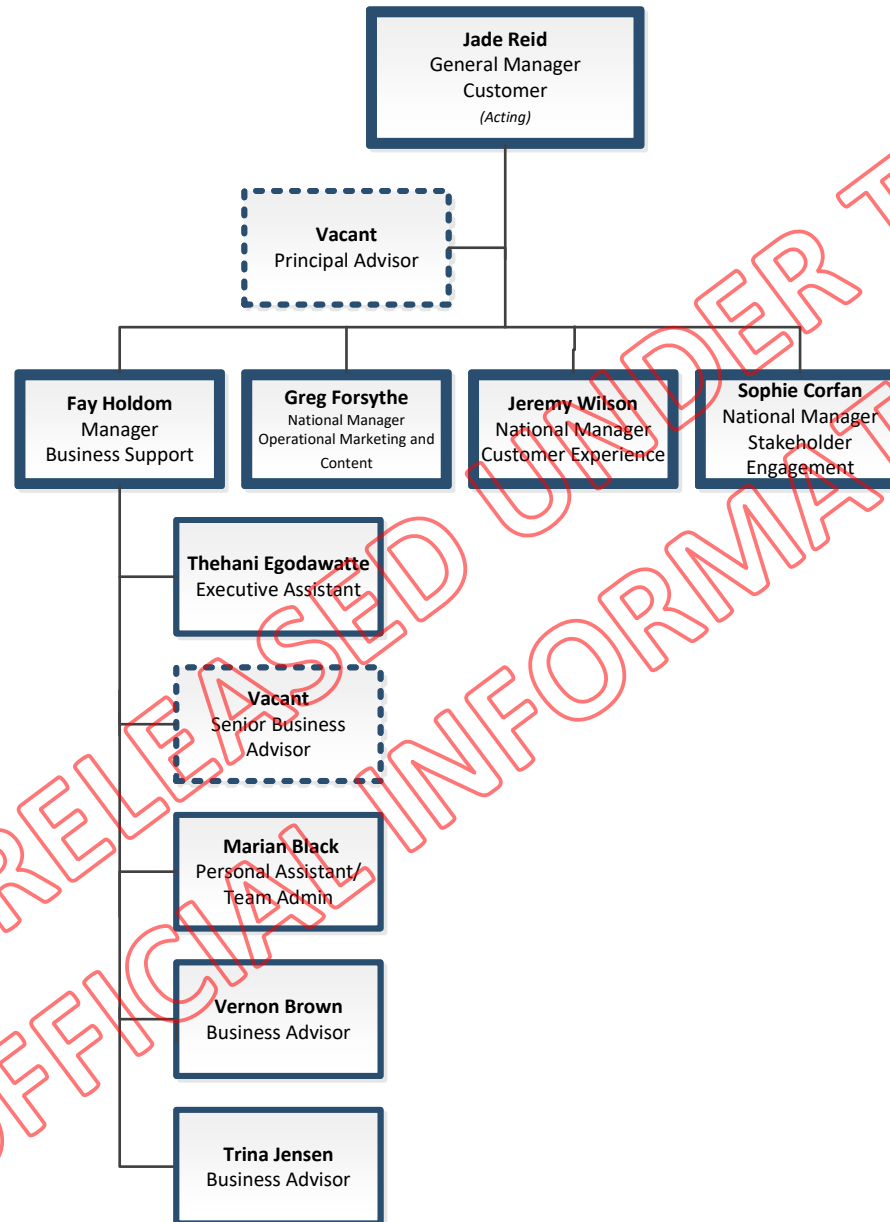 Jade Reid
General Manager
Customer
(Acting)
Vacant
Principal Advisor
Fay Holdom
Manager
Business Support
Greg Forsythe
National Manager
Operational Marketing and
Content
Jeremy Wilson
National Manager
Customer Experience
Sophie Corfan
National Manager
Stakeholder
Engagement
Thehani Egodawatte
Executive Assistant
Vacant
Senior Business
Advisor
Marian Black
Personal Assistant/
Team Admin
Vernon Brown
Business Advisor
Trina Jensen
Business Advisor
RELEASED UNDER T
OFFICIAL INFORMAT